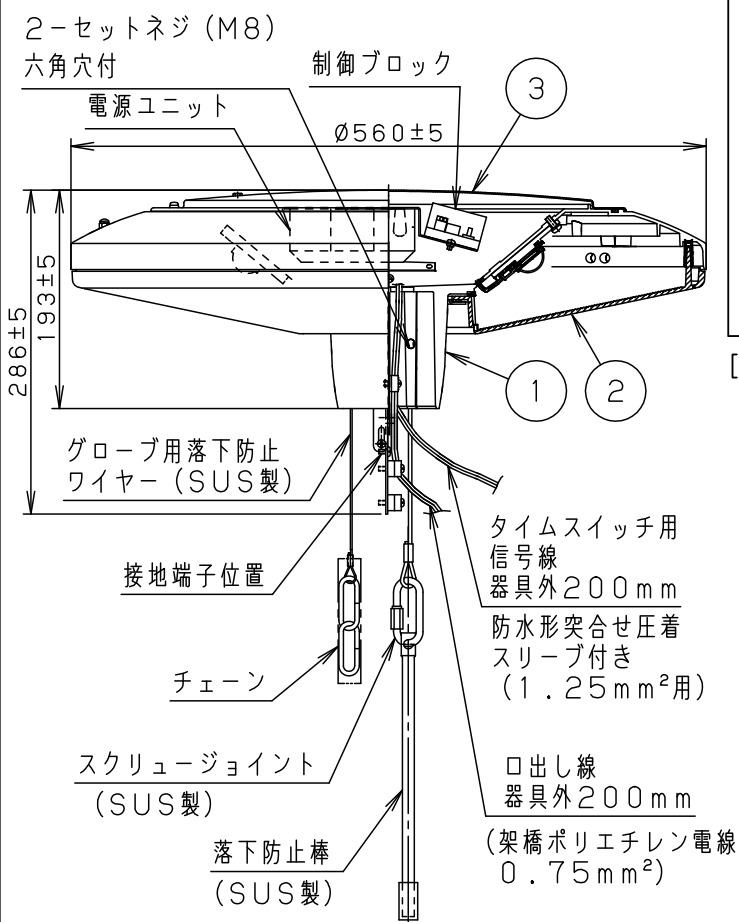 2-セットネジ(M8)
六角穴付
制御ブロック
電源ユニット
3
Ø560±5
286±5
193±5
1
2
[
グローブ用落下防止
ワイヤー(SUS製)
接地端子位置
タイムスイッチ用
信号線
器具外200mm
防水形突合せ圧着
スリーブ付き
(1.25mm²用)
チェーン
スクリュージョイント
(SUS製)
口出し線
器具外200mm
(架橋ポリエチレン電線
0.75mm²)
落下防止棒
(SUS製)